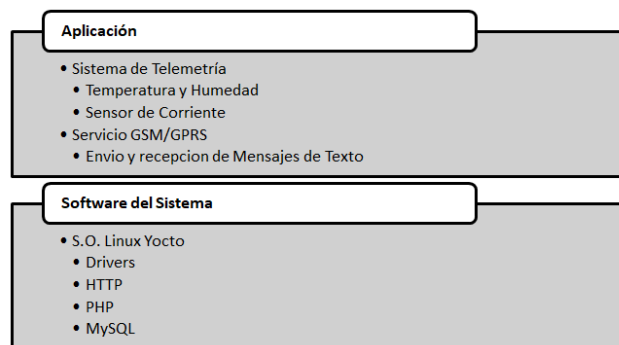 Aplicación
• Sistema de Telemetría
• Temperatura y Humedad
• Sensor de Corriente
• Servicio GSM/GPRS
• Envio y recepcion de Mensajes de Texto
Software del Sistema
• S.O. Linux Yocto
• Drivers
• HTTP
• PHP
• MySQL